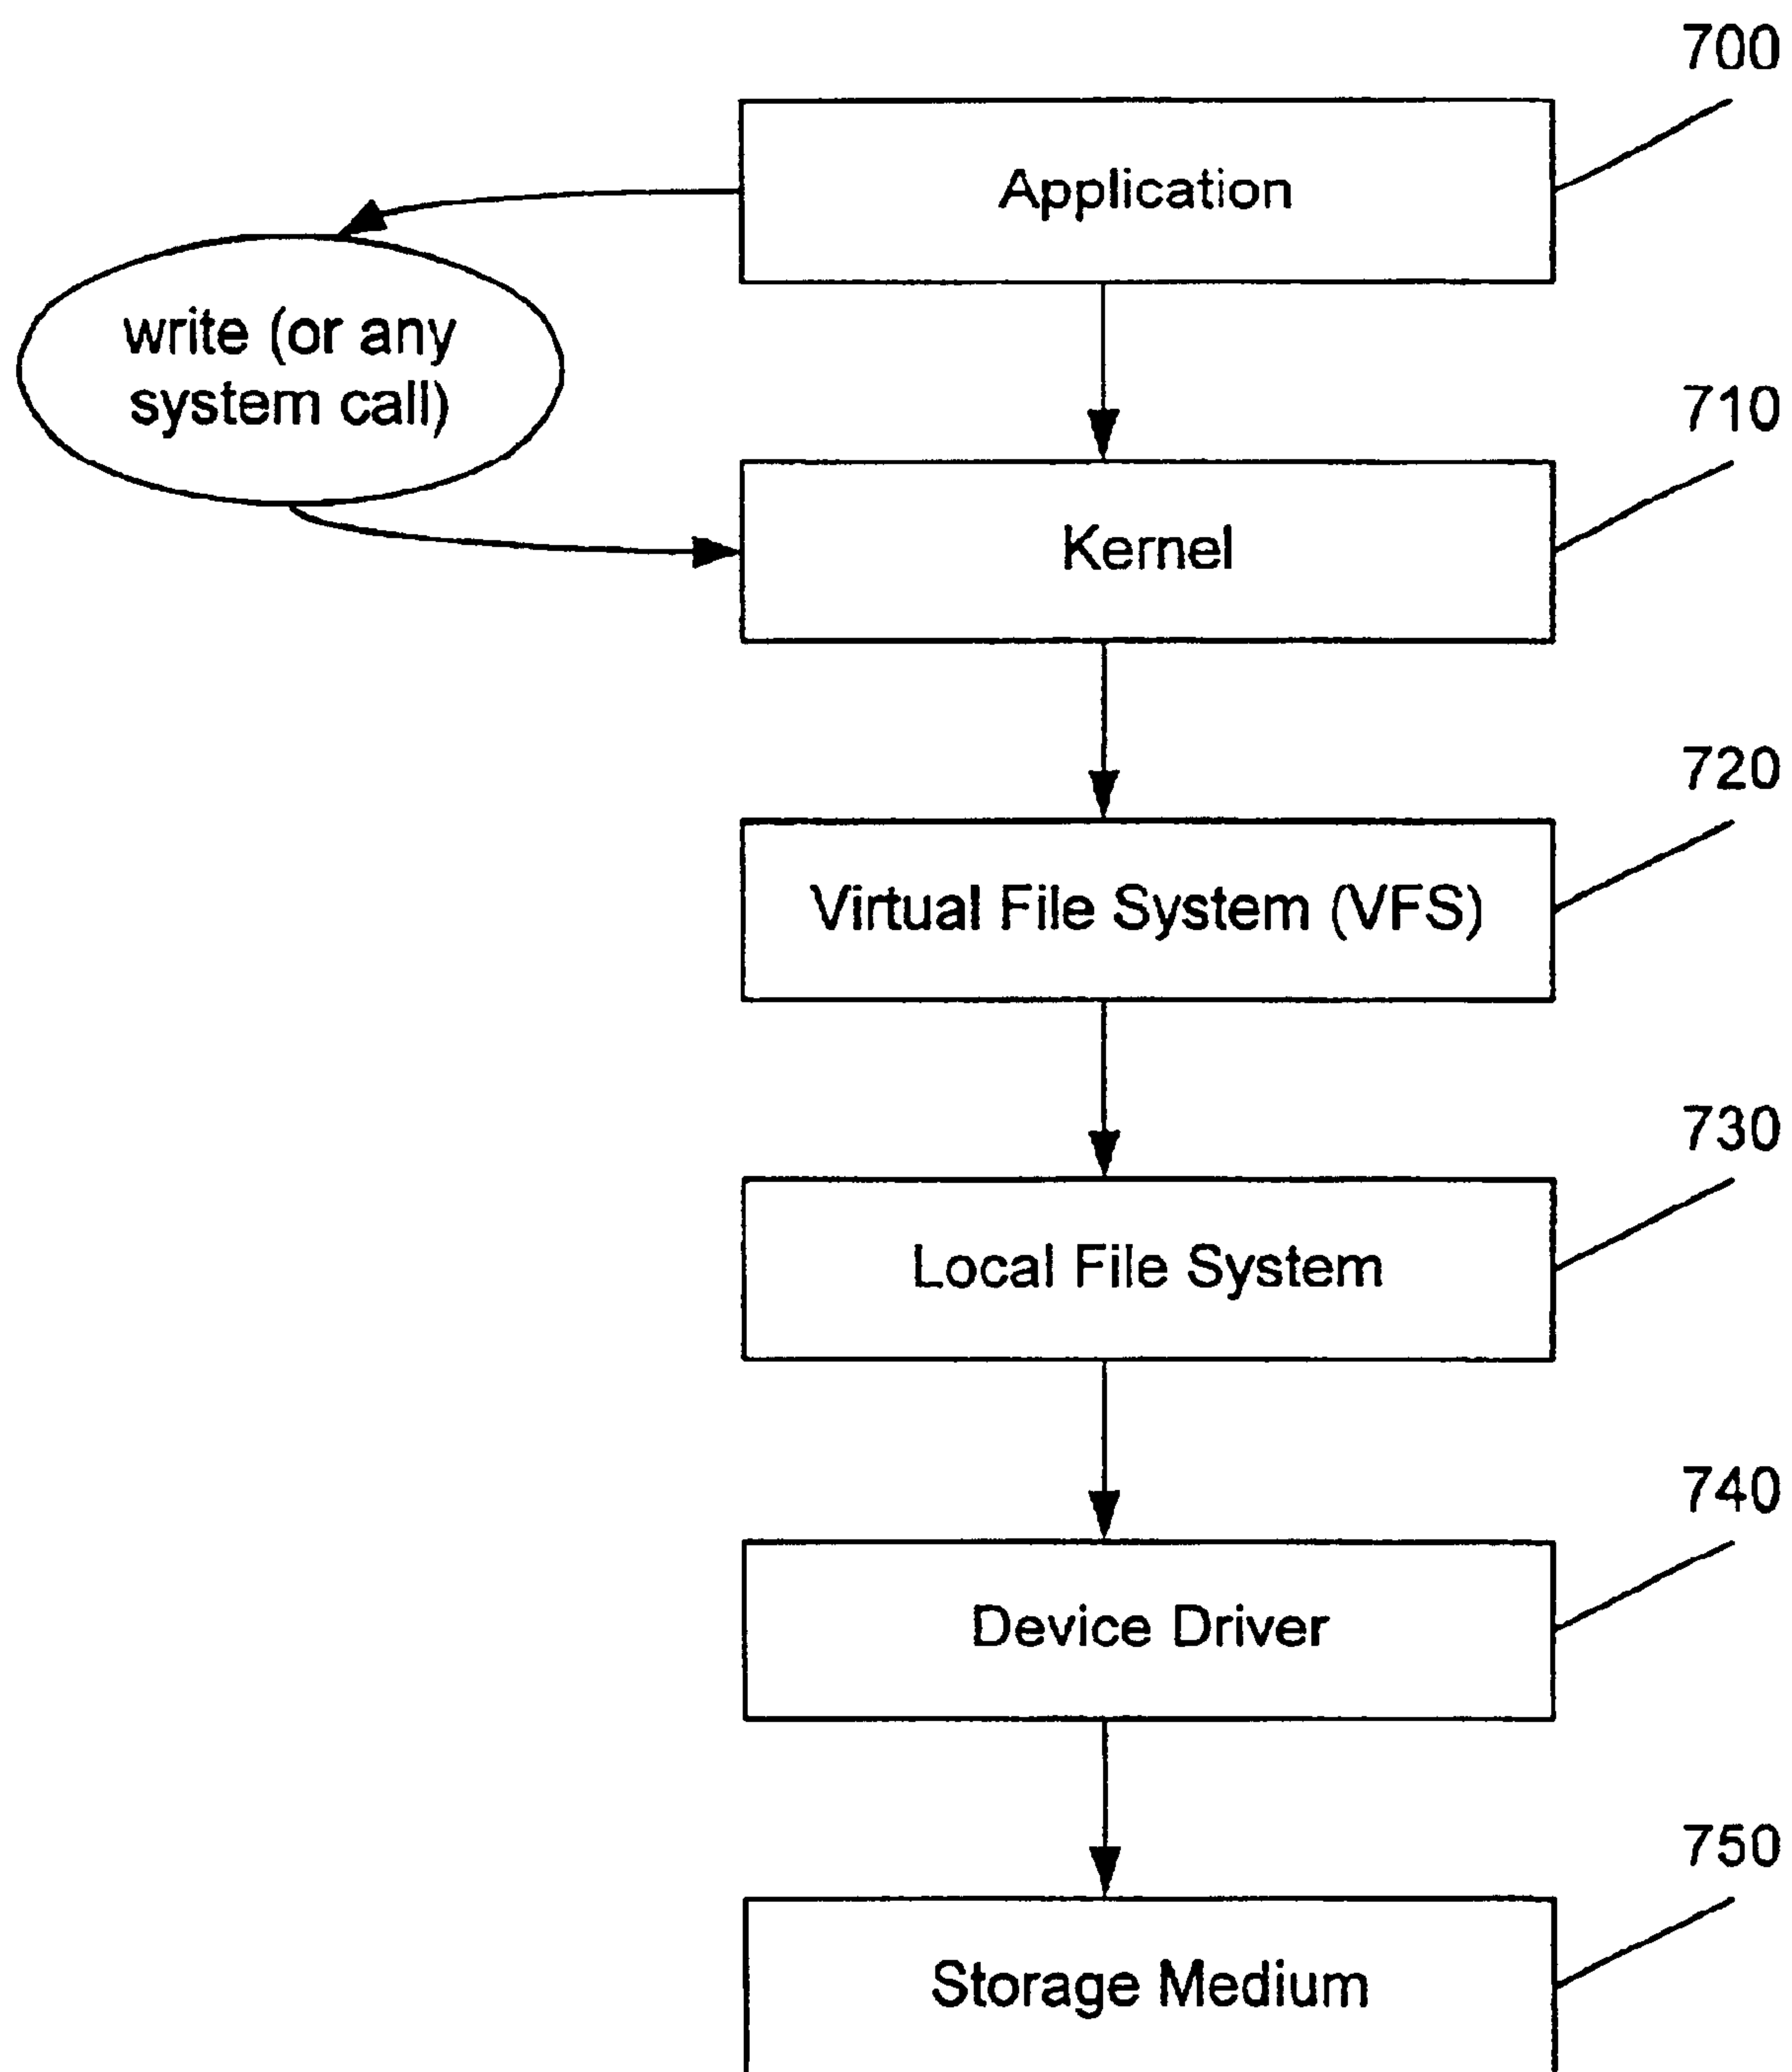 700
Application
write (or any
system call)
710
Kernel
720
Virtual File System (VFS)
730
Local File System
740
Device Driver
750
Storage Medium